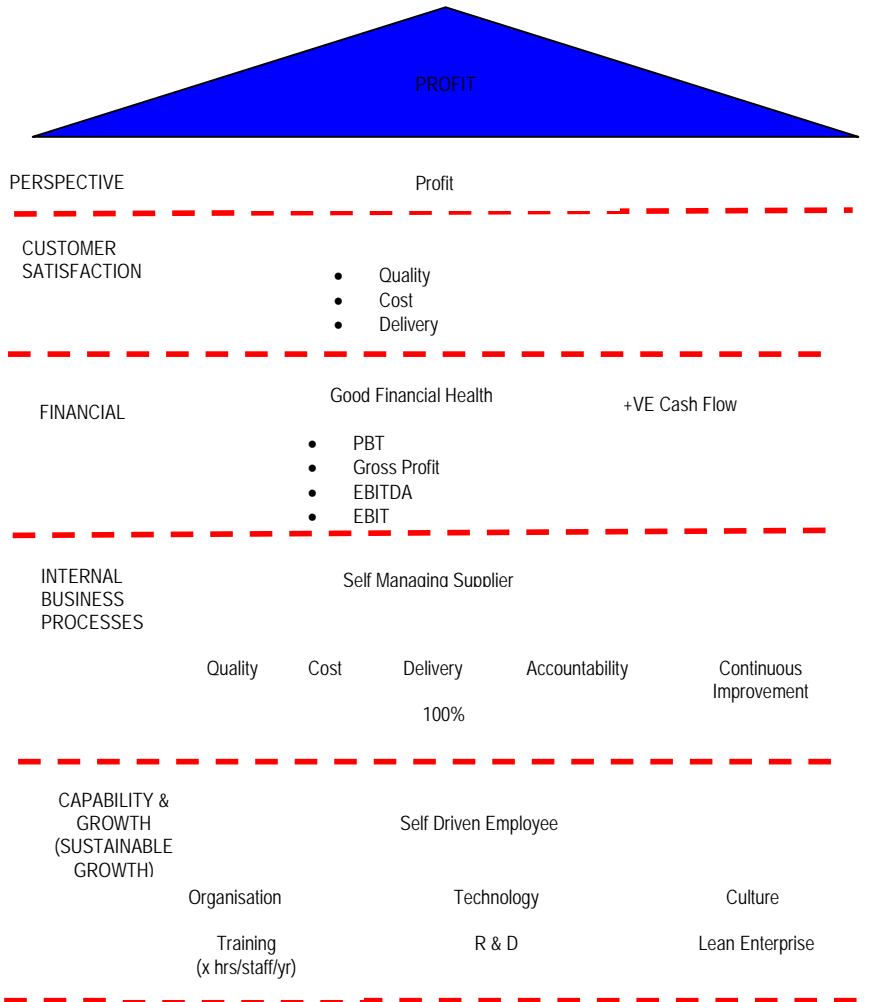 PROFIT
PERSPECTIVE Profit
CUSTOMER
SATISFACTION
• Quality
• Cost
• Delivery
FINANCIAL
Good Financial Health
+VE Cash Flow
• PBT
• Gross Profit
• EBITDA
• EBIT
INTERNAL
BUSINESS
PROCESSES
Self Managing Supplier
Quality Cost Delivery Accountability Continuous
Improvement
100%
CAPABILITY &
GROWTH
(SUSTAINABLE
GROWTH)
Self Driven Employee
Organisation Technology Culture
Training R & D Lean Enterprise
(x hrs/staff/yr)